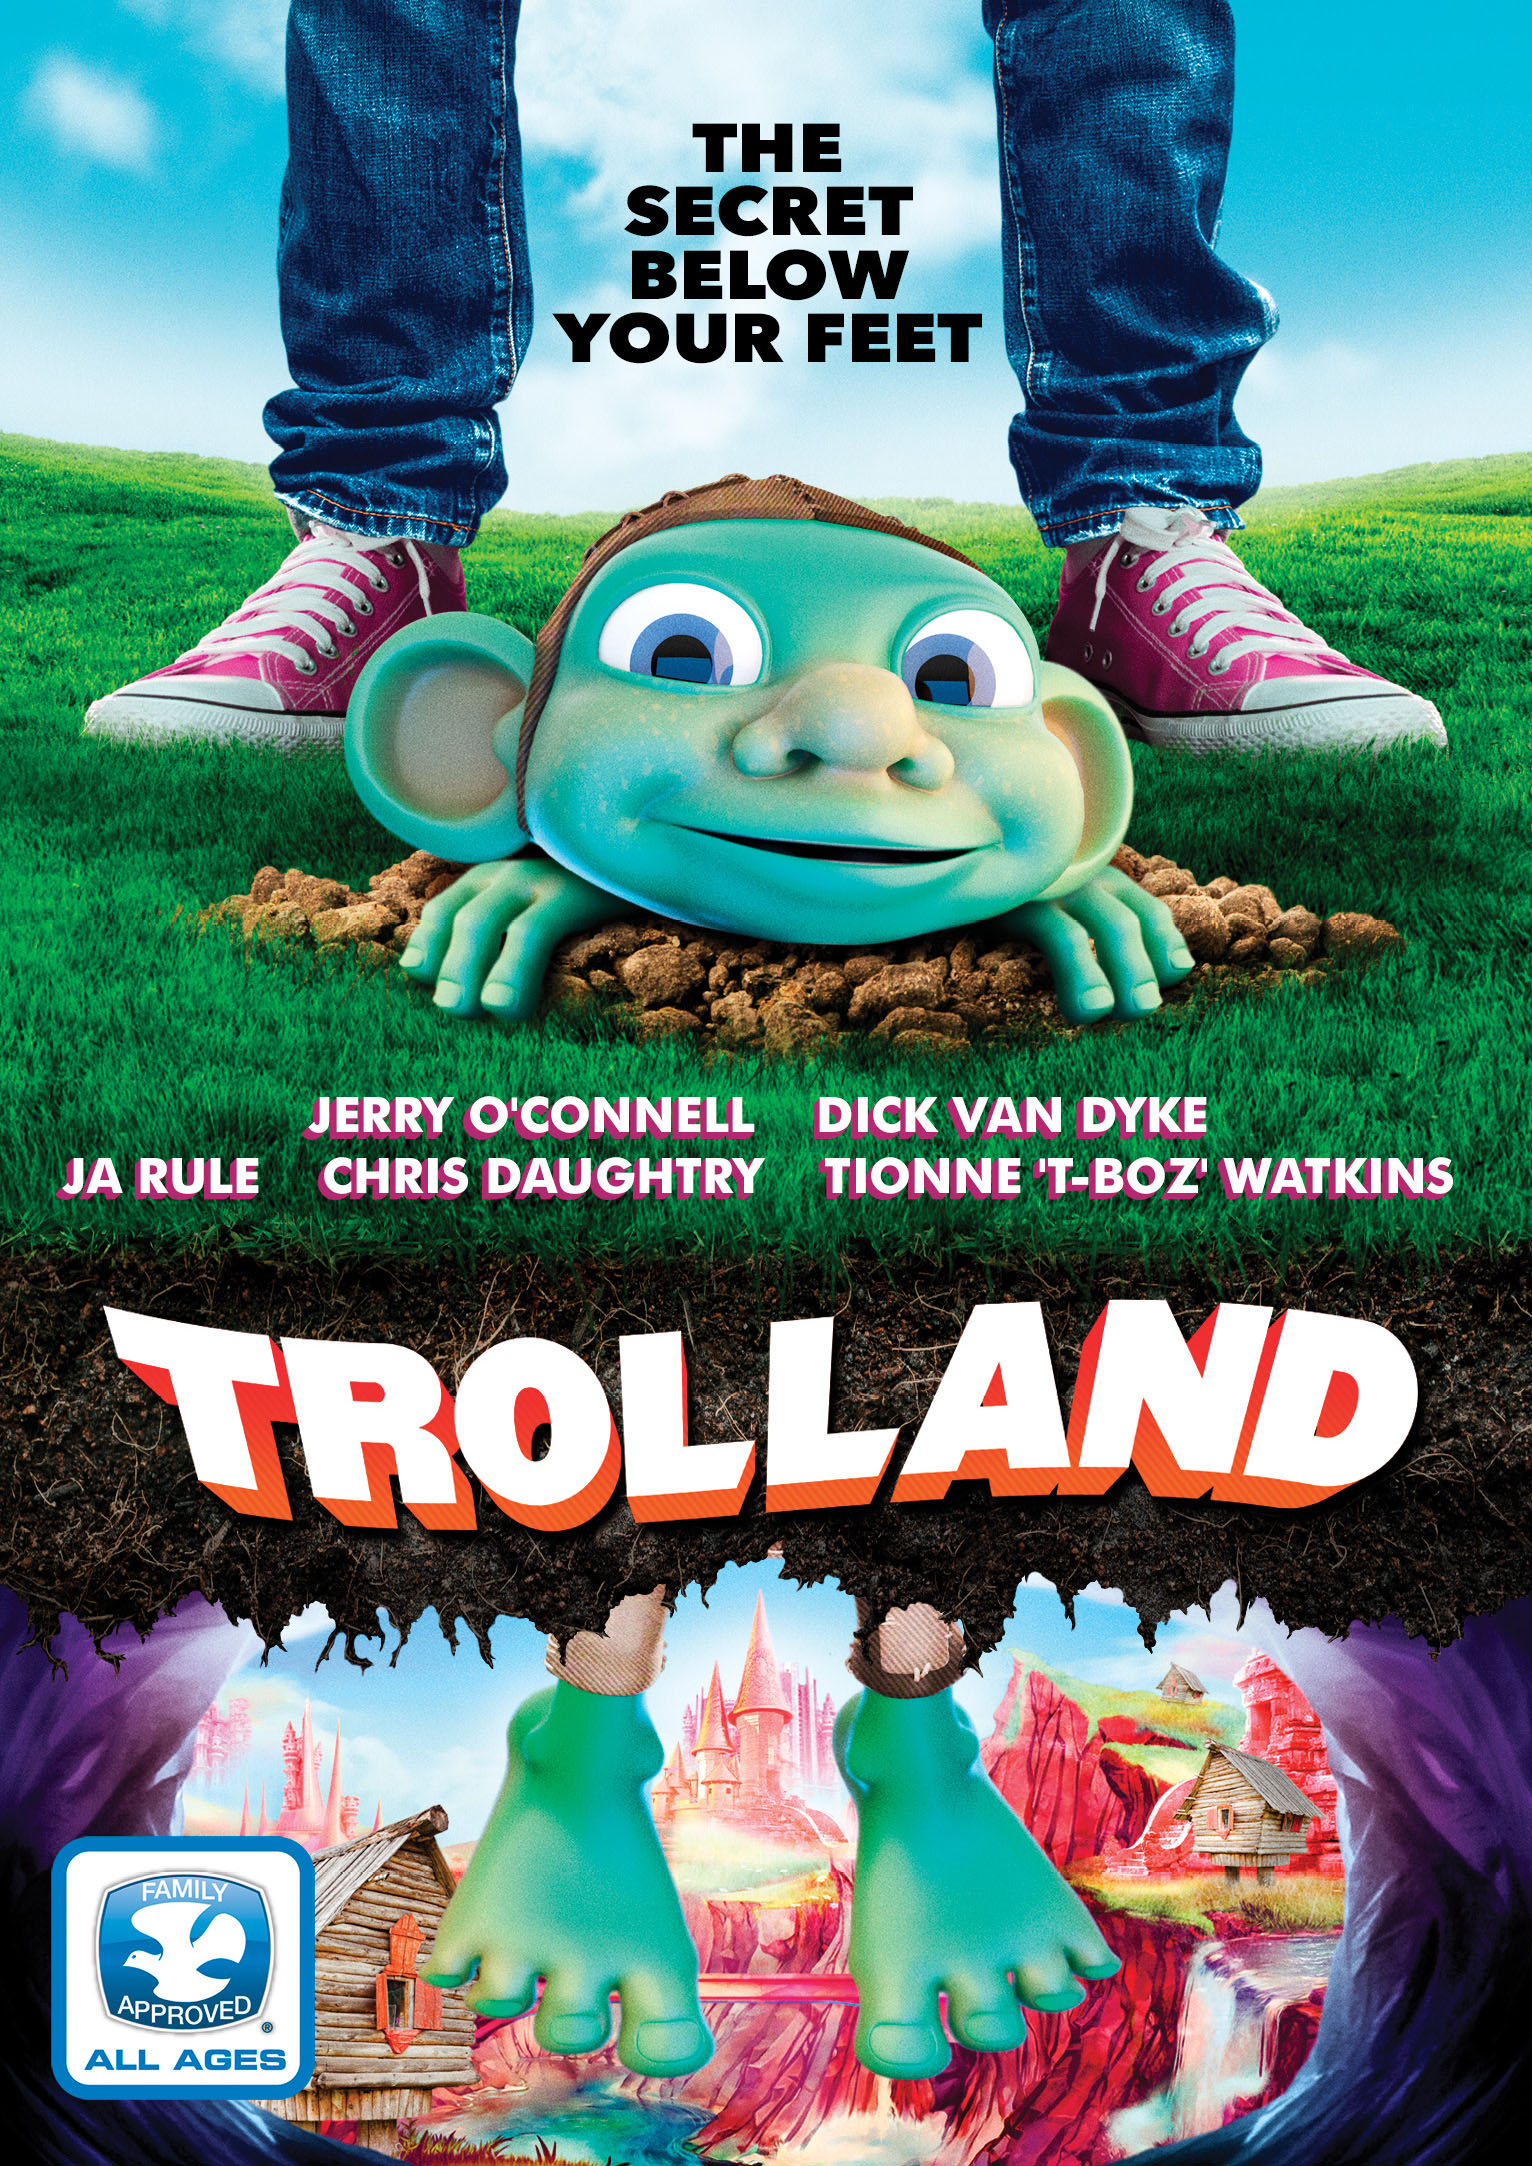 THE
SECRET
BELOW
YOUR FEET
JERRY O'CONNELL DICK VAN DYKE
JA RULE CHRIS DAUGHTRY TIONNE 'T-BOZ' WATKINS
TROLLAND
FAMILY
APPROVED
®
ALL AGES